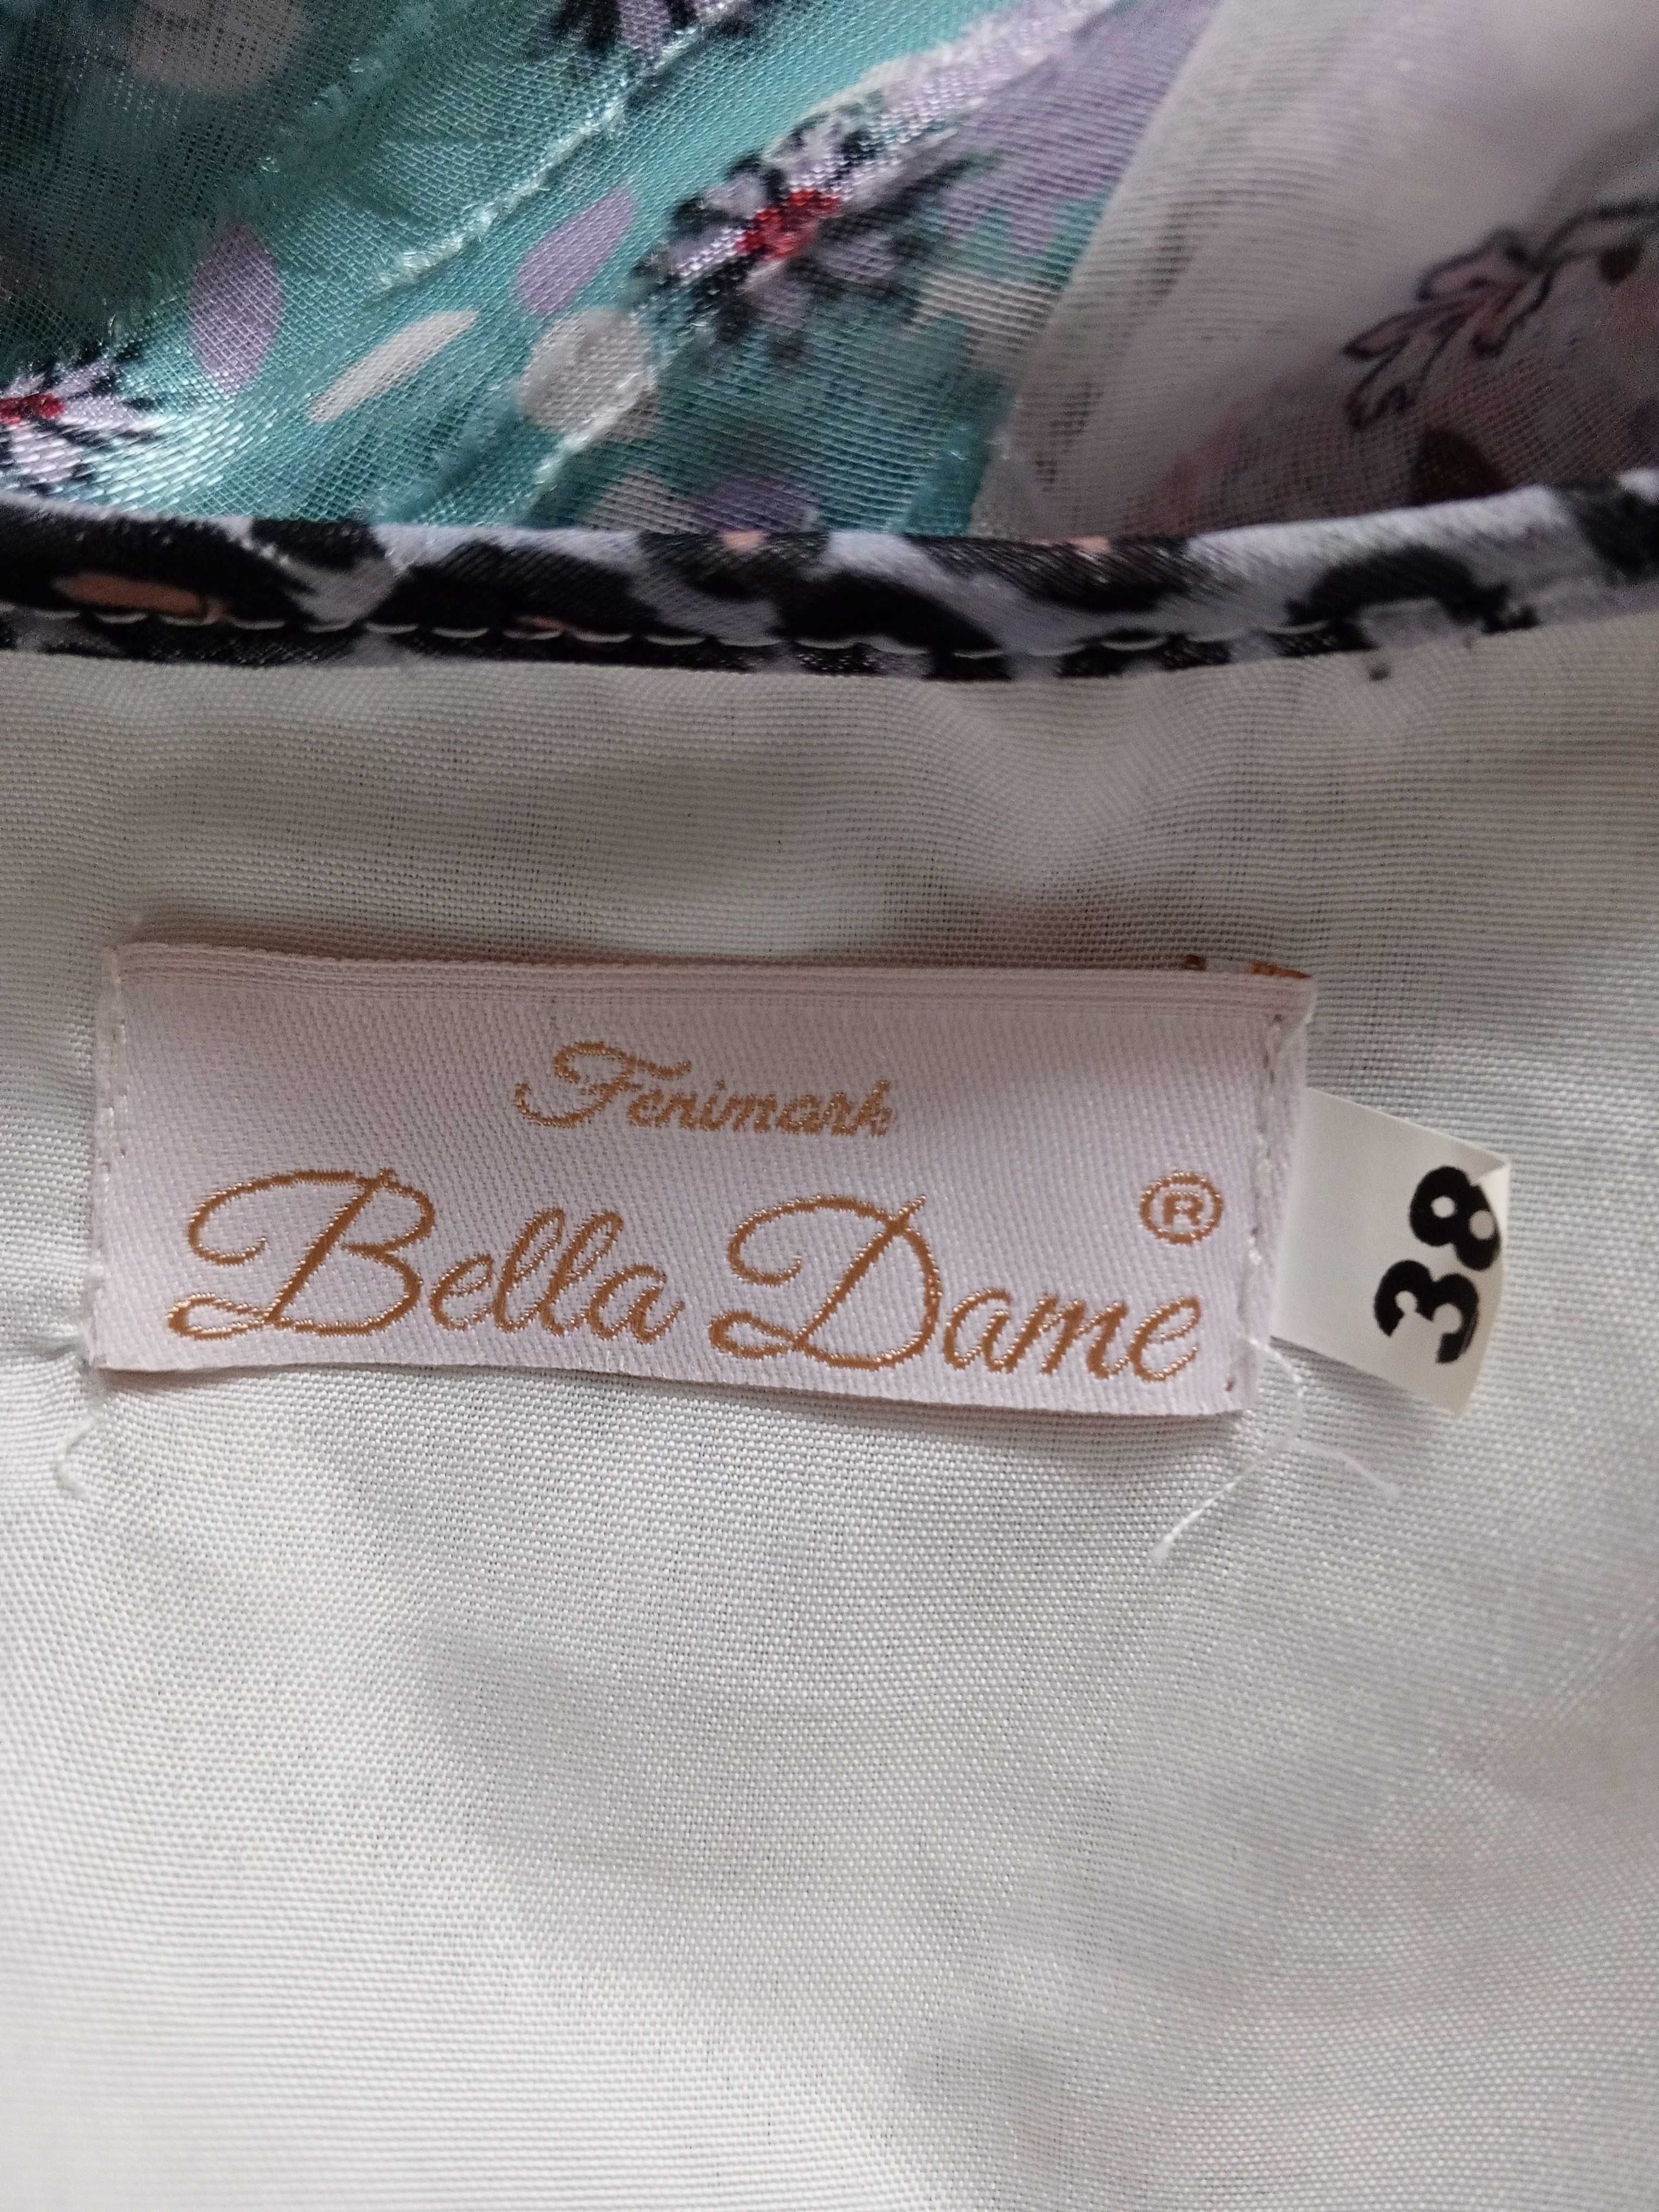 Fenimark
Bella Dame ®
38